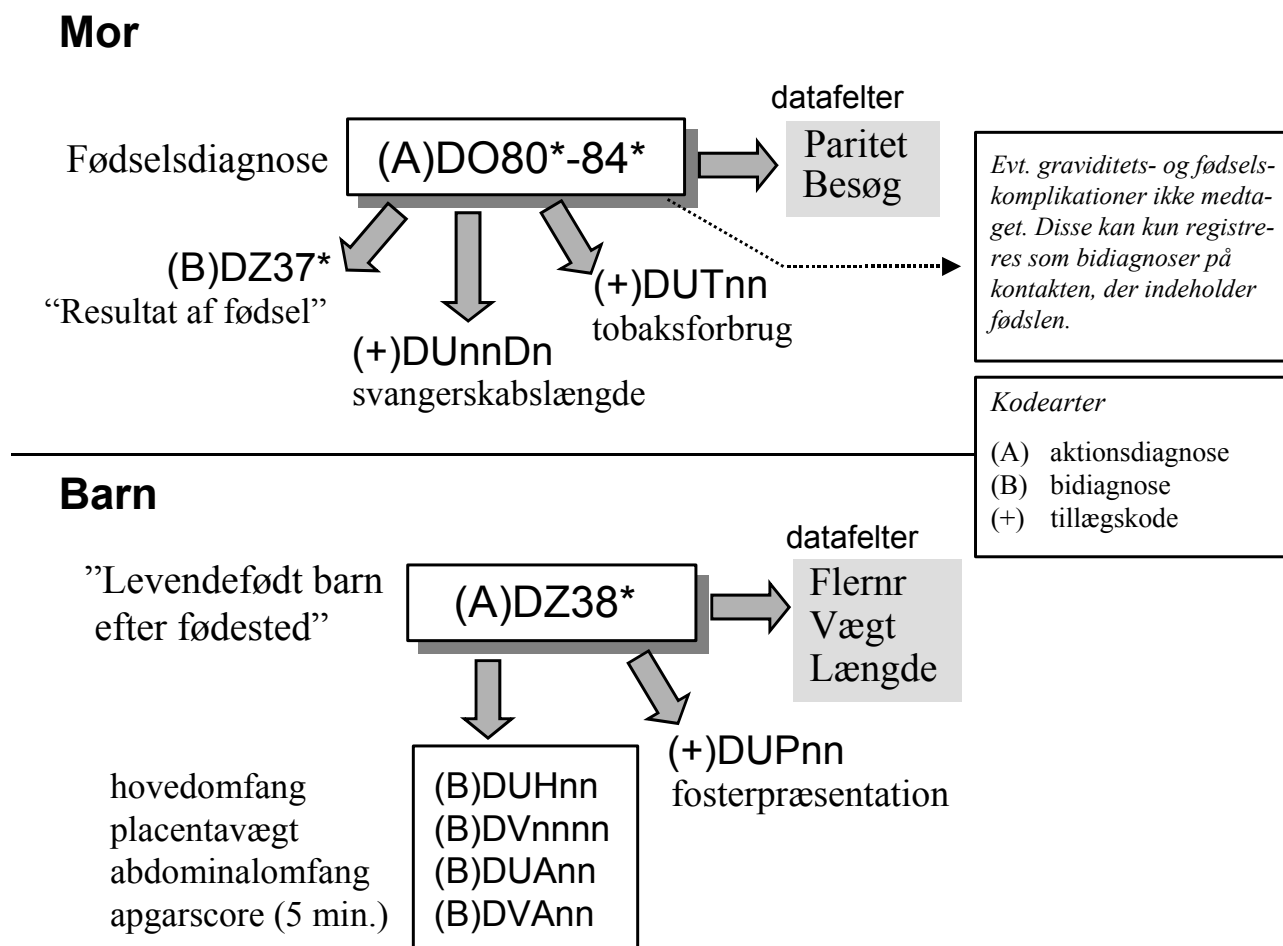 Mor
datafelter
Fødselsdiagnose
(A)DO80*-84*
Paritet
Besøg
(B)DZ37*
“Resultat af fødsel”
(+)DUnnDn
svangerskabslængde
(+)DUTnn
tobaksforbrug
Evt. graviditets- og fødsels-
komplikationer ikke medta-
get. Disse kan kun registre-
res som bidiagnoser på
kontakten, der indeholder
fødslen.
Kodearter
(A) aktionsdiagnose
(B) bidiagnose
(+) tillægskode
Barn
datafelter
”Levendefødt barn
efter fødested”
(A)DZ38*
Flernr
Vægt
Længde
(+)DUPnn
fosterpræsentation
hovedomfang (B)DUHnn
placentavægt (B)DVnnnn
abdominalomfang (B)DUAnn
apgarscore (5 min.) (B)DVAnn